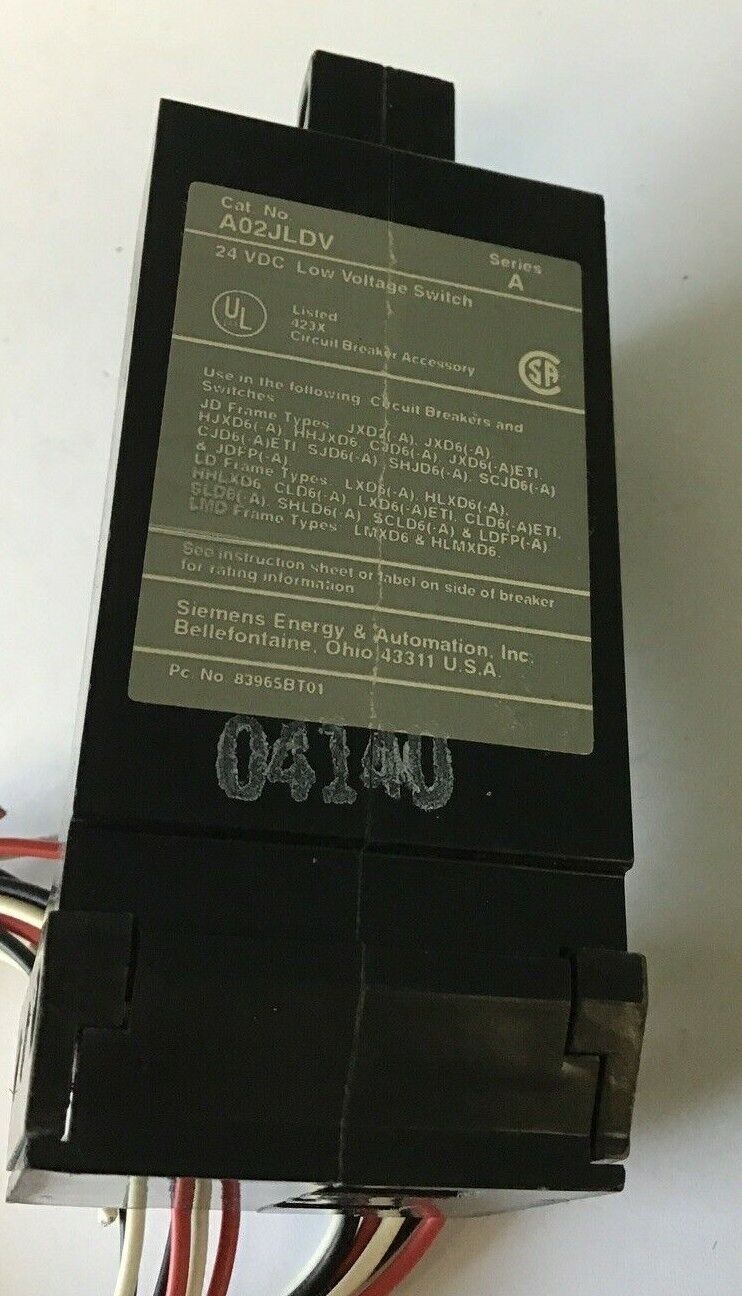 Cat. No.
A02JLDV
Series
A
24 VDC Low Voltage Switch
UL
Listed
423X
Circuit Breaker Accessory
CSA
Use in the following Circuit Breakers and
Switches
JD Frame Types JXD2(-A), JXD6(-A),
HJXD6(-A), HHJXD6, CJD6(-A), JXD6(-A)ETI,
CJD6(-A)ETI, SJD6(-A), SHJD6(-A), SCJD6(-A)
& JDFP(-A)
LD Frame Types LXD6(-A), HLXD6(-A),
HHLXD6, CLD6(-A), LXD6(-A)ETI, CLD6(-A)ETI,
SLD6(-A), SHLD6(-A), SCLD6(-A) & LDFP(-A)
LMD Frame Types LMXD6 & HLMXD6.
See instruction sheet or label on side of breaker
for rating information
Siemens Energy & Automation, Inc.
Bellefontaine, Ohio 43311 U.S.A.
Pc. No. 83965BT01
04140